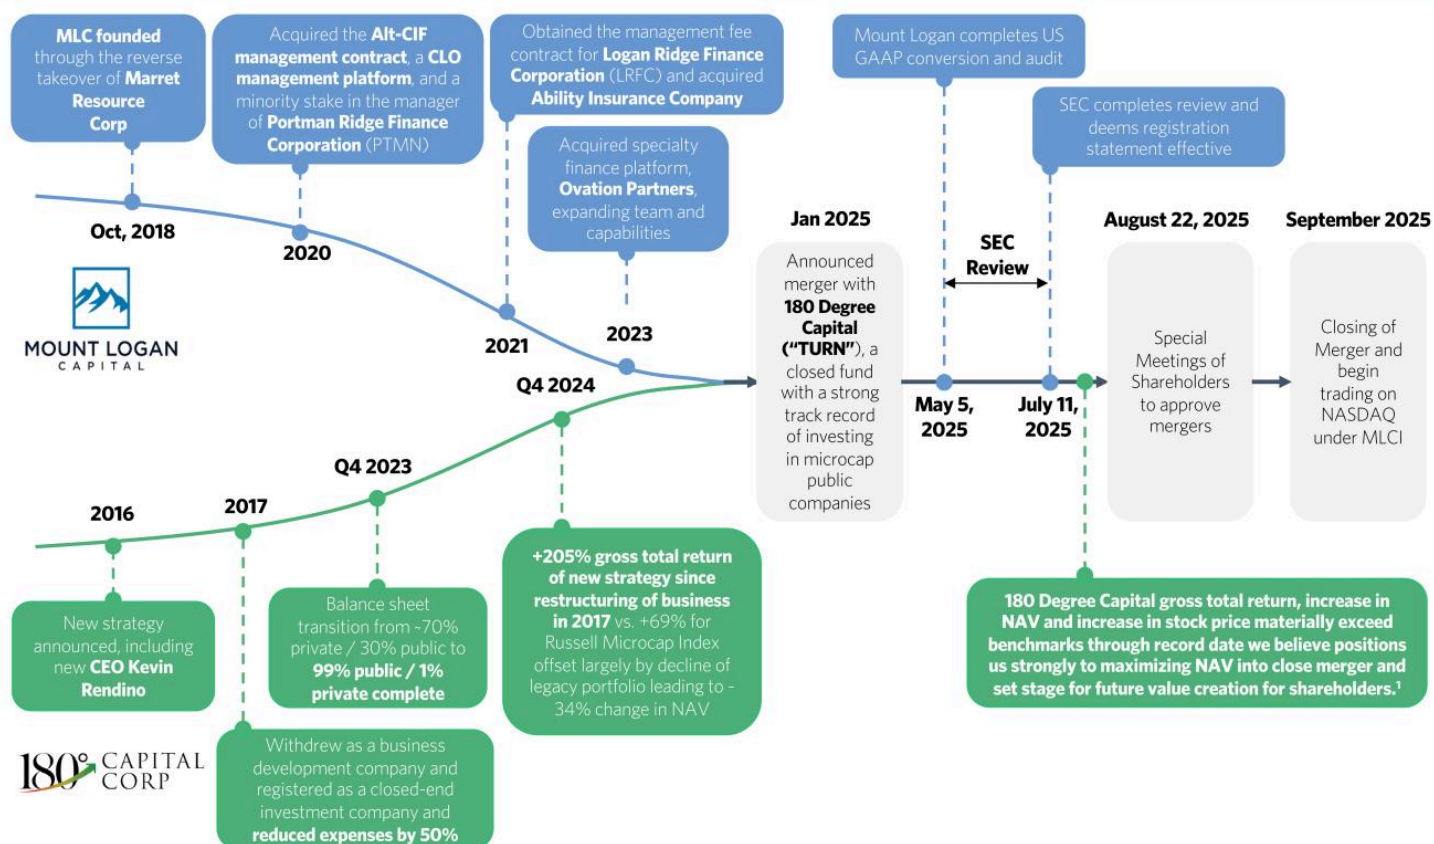 MLC founded
through the reverse
takeover of Marret
Resource
Corp
Acquired the Alt-CIF
management contract, a CLO
management platform, and a
minority stake in the manager
of Portman Ridge Finance
Corporation (PTMN)
Obtained the management fee
contract for Logan Ridge Finance
Corporation (LRFC) and acquired
Ability Insurance Company
Acquired specialty
finance platform,
Ovation Partners,
expanding team and
capabilities
Mount Logan completes US
GAAP conversion and audit
SEC completes review and
deems registration
statement effective
Oct, 2018
2020
2021
2023
MOUNT LOGAN
CAPITAL
Jan 2025
Announced
merger with
180 Degree
Capital
("TURN"), a
closed fund
with a strong
track record
of investing
in microcap
public
companies
SEC
Review
May 5,
2025
July 11,
2025
August 22, 2025
Special
Meetings of
Shareholders
to approve
mergers
September 2025
Closing of
Merger and
begin
trading on
NASDAQ
under MLCI
2016
2017
Q4 2023
Q4 2024
New strategy
announced, including
new CEO Kevin
Rendino
Balance sheet
transition from ~70%
private / 30% public to
99% public / 1%
private complete
+205% gross total return
of new strategy since
restructuring of business
in 2017 vs. +69% for
Russell Microcap Index
offset largely by decline of
legacy portfolio leading to -
34% change in NAV
180 Degree Capital gross total return, increase in
NAV and increase in stock price materially exceed
benchmarks through record date we believe positions
us strongly to maximizing NAV into close merger and
set stage for future value creation for shareholders.¹
180° CAPITAL
CORP
Withdrew as a business
development company and
registered as a closed-end
investment company and
reduced expenses by 50%